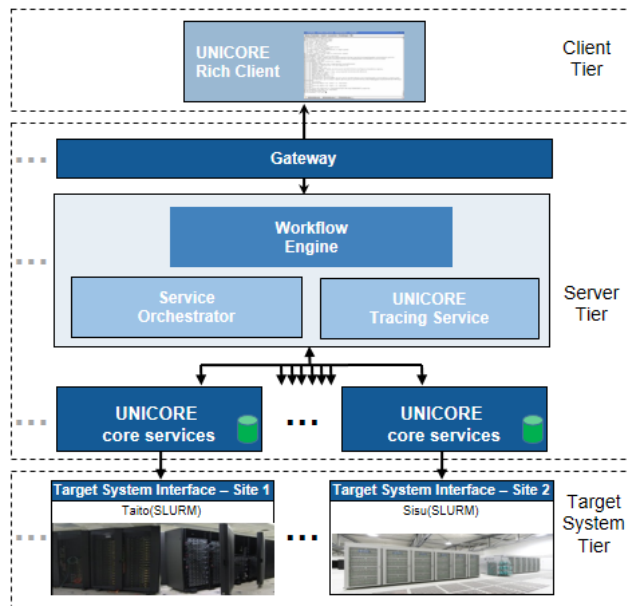 UNICORE
Rich Client
Client
Tier
...
Gateway
...
Workflow
Engine
Service
Orchestrator
UNICORE
Tracing Service
Server
Tier
...
UNICORE
core services
...
UNICORE
core services
Target System Interface – Site 1
Taito(SLURM)
...
...
Target System Interface – Site 2
Sisu(SLURM)
Target
System
Tier